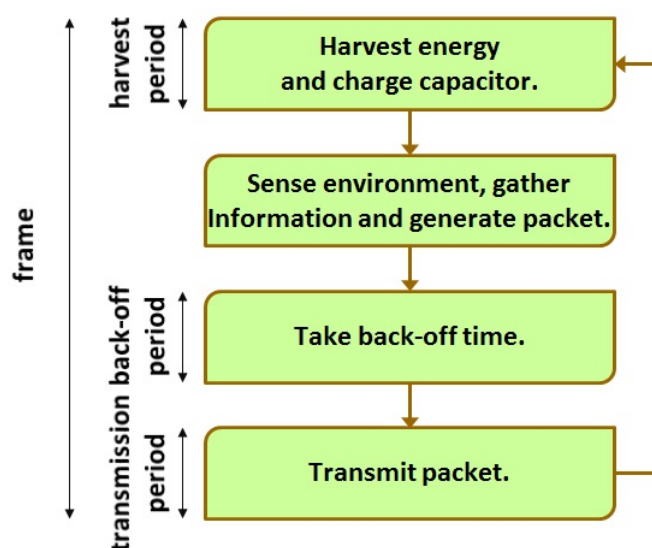 frame
harvest
period
Harvest energy
and charge capacitor.
Sense environment, gather
Information and generate packet.
back-off
period
Take back-off time.
transmission
period
Transmit packet.